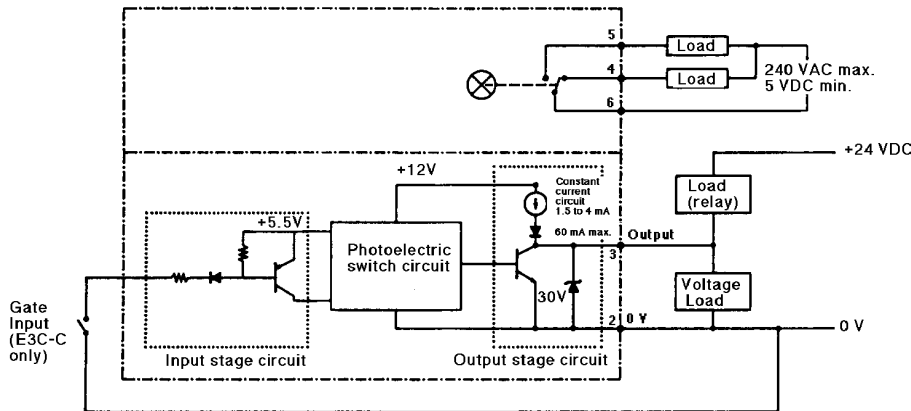 5
Load
4
Load
6
240 VAC max.
5 VDC min.
+24 VDC
+12V
Constant
current
circuit
1.5 to 4 mA
Load
(relay)
+5.5V
60 mA max.
Output
3
Photoelectric
switch circuit
Voltage
Load
30V
Gate
Input
(E3C-C
only)
2
0 V
0 V
Input stage circuit
Output stage circuit